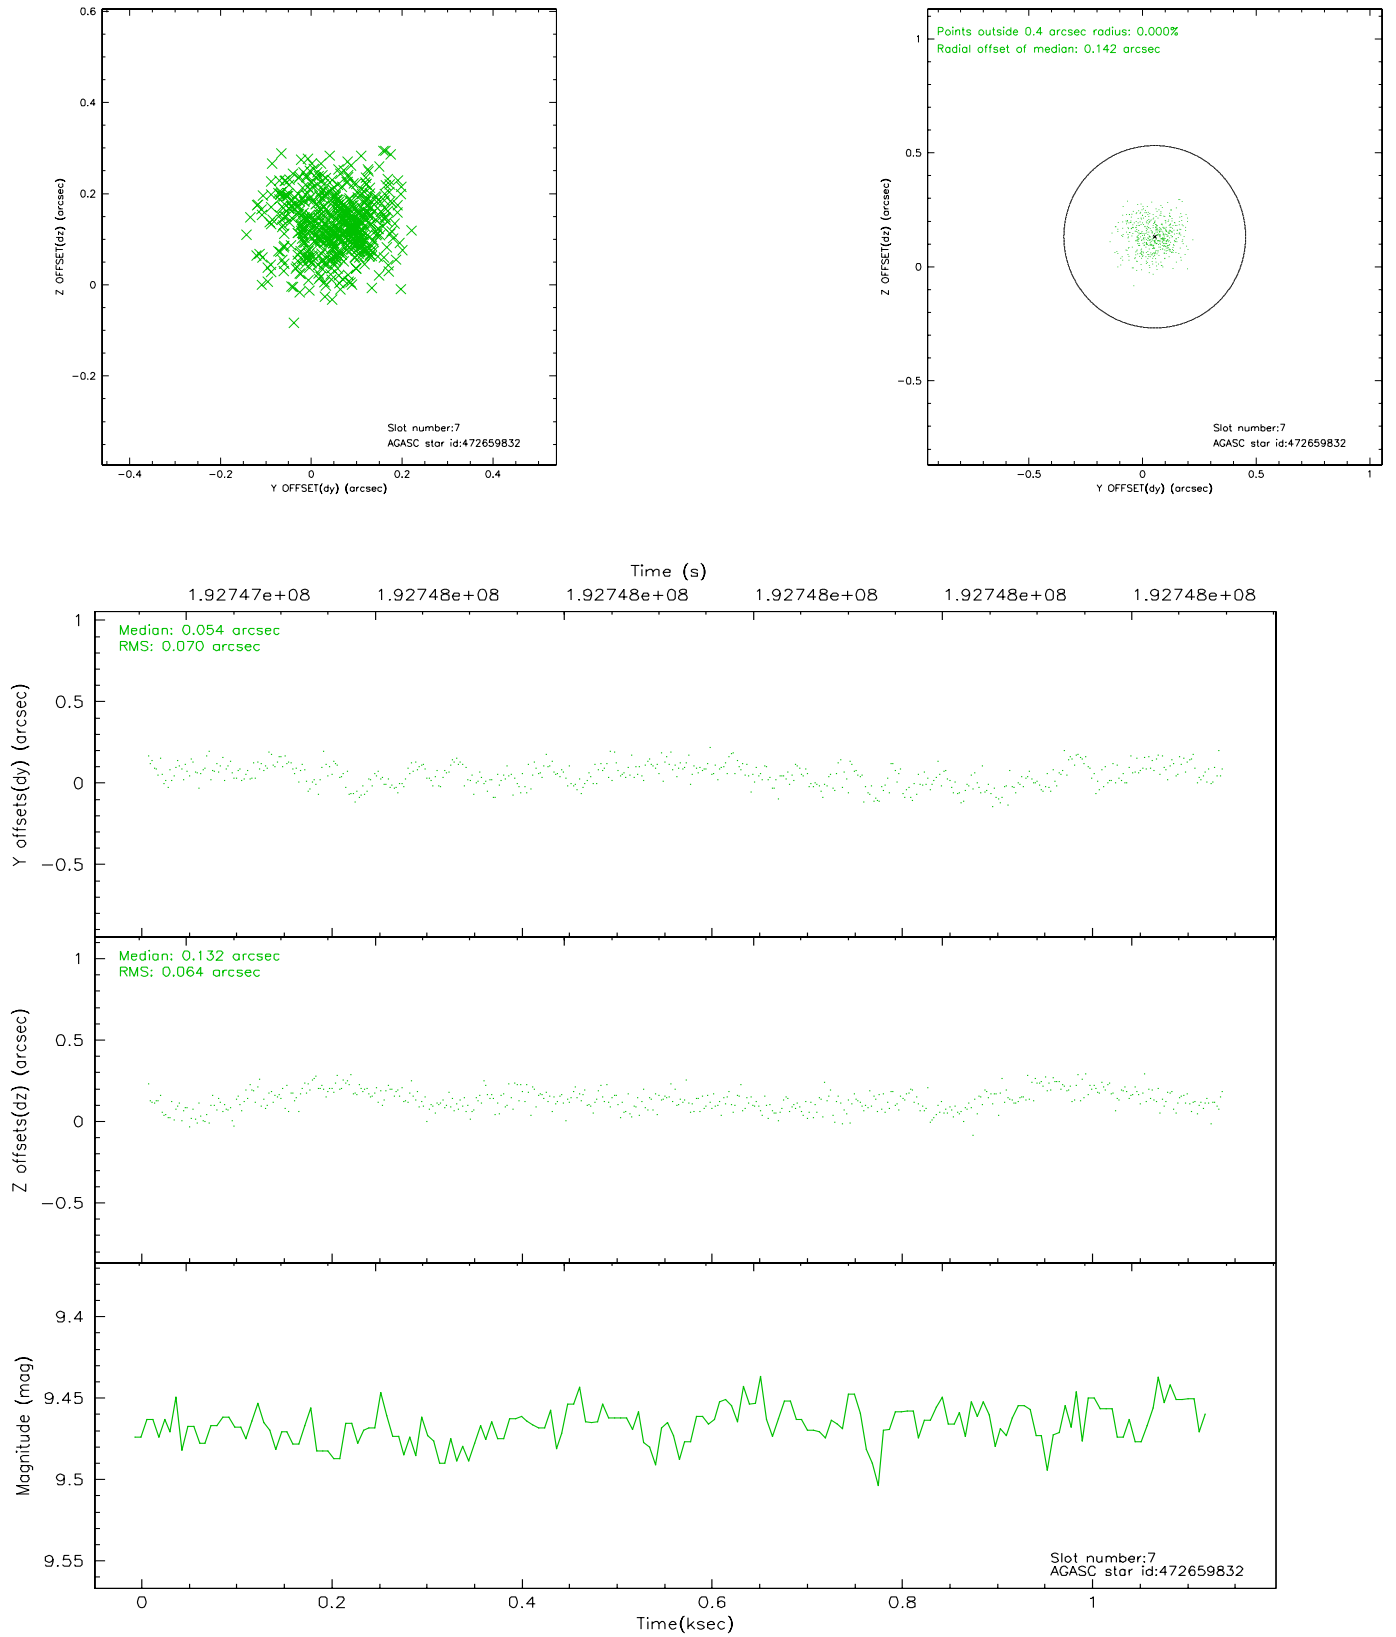 0.6
0.4
0.2
0
−0.2
Z OFFSET(dz) (arcsec)
Slot number:7
AGASC star id:472659832
−0.4 −0.2 0 0.2 0.4
Y OFFSET(dy) (arcsec)
Points outside 0.4 arcsec radius: 0.000%
Radial offset of median: 0.142 arcsec
1
0.5
0
−0.5
Z OFFSET(dz) (arcsec)
Slot number:7
AGASC star id:472659832
−0.5 0 0.5 1
Y OFFSET(dy) (arcsec)
Time (s)
1.92747e+08 1.92748e+08 1.92748e+08 1.92748e+08 1.92748e+08 1.92748e+08
Median: 0.054 arcsec
RMS: 0.070 arcsec
1
0.5
0
−0.5
Y offsets(dy) (arcsec)
Median: 0.132 arcsec
RMS: 0.064 arcsec
1
0.5
0
−0.5
Z offsets(dz) (arcsec)
9.4
9.45
9.5
9.55
Magnitude (mag)
Slot number:7
AGASC star id:472659832
0 0.2 0.4 0.6 0.8 1
Time(ksec)